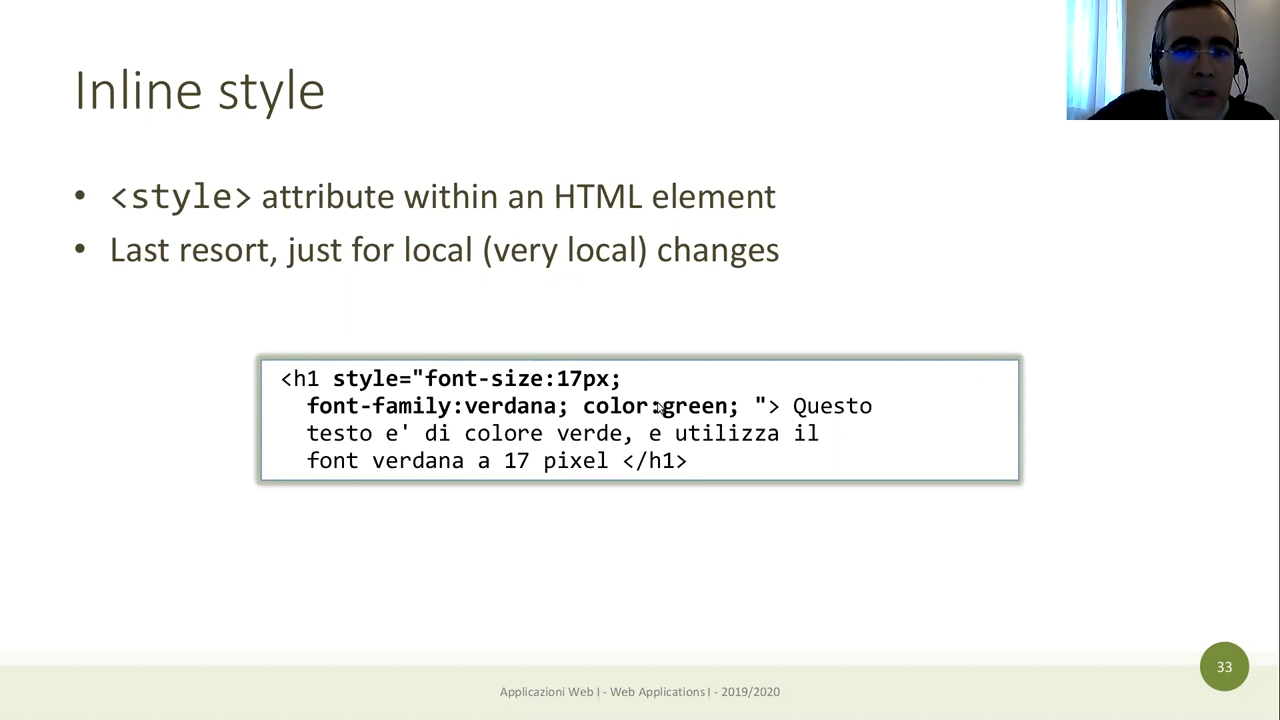 Inline style
• <style> attribute within an HTML element
• Last resort, just for local (very local) changes
<h1 style="font-size:17px;
font-family:verdana; color:green; "> Questo
testo e' di colore verde, e utilizza il
font verdana a 17 pixel </h1>
33
Applicazioni Web I - Web Applications I - 2019/2020